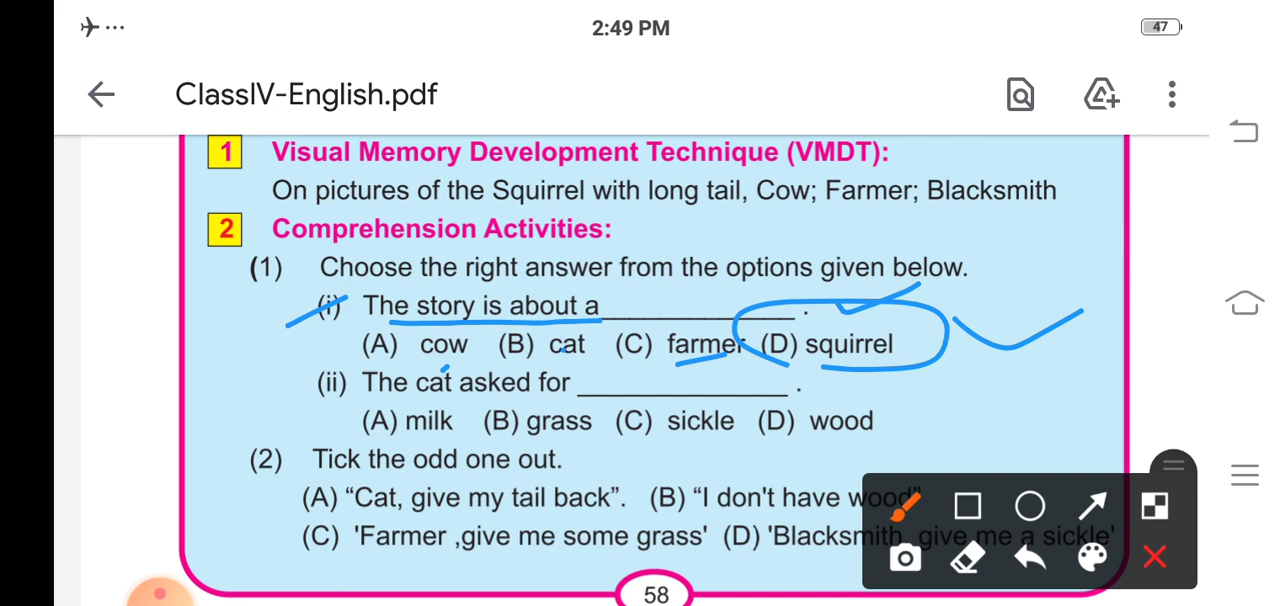 2:49 PM
47
ClassIV-English.pdf
1 Visual Memory Development Technique (VMDT):
On pictures of the Squirrel with long tail, Cow; Farmer; Blacksmith
2 Comprehension Activities:
(1) Choose the right answer from the options given below.
(i) The story is about a____________ .
(A) cow (B) cat (C) farmer (D) squirrel
(ii) The cat asked for ____________ .
(A) milk (B) grass (C) sickle (D) wood
(2) Tick the odd one out.
(A) “Cat, give my tail back”. (B) “I don't have wood”
(C) 'Farmer ,give me some grass' (D) 'Blacksmith, give me a sickle'
58